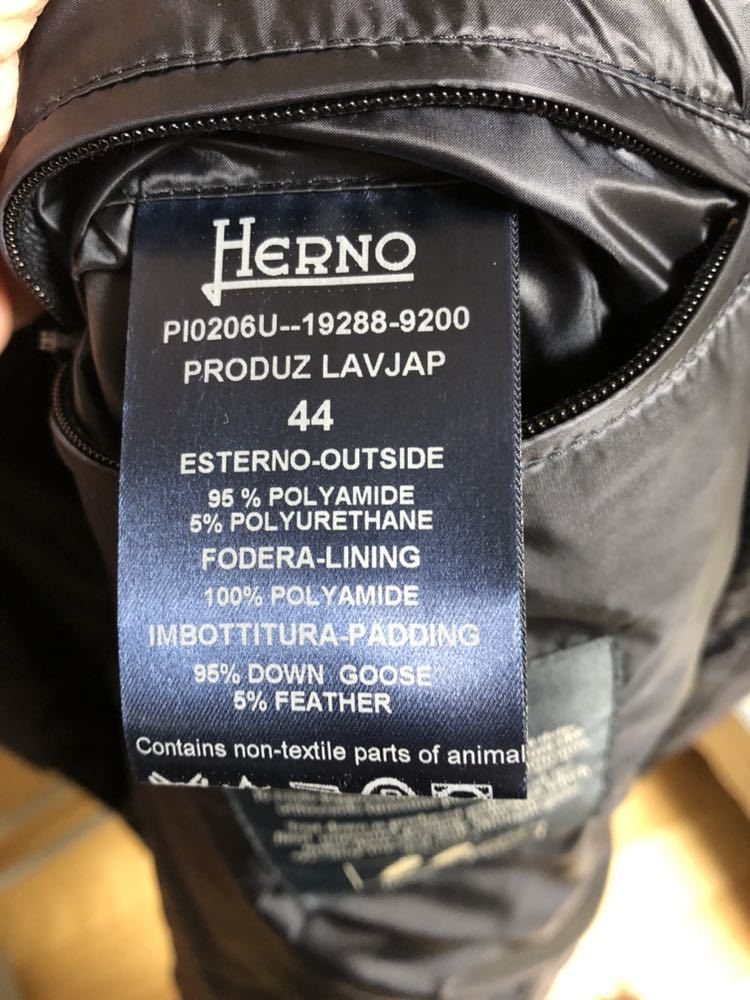 HERNO
PI0206U--19288-9200
PRODUZ LAVJAP
44
ESTERNO-OUTSIDE
95 % POLYAMIDE
5% POLYURETHANE
FODERA-LINING
100% POLYAMIDE
IMBOTTITURA-PADDING
95% DOWN GOOSE
5% FEATHER
Contains non-textile parts of animal